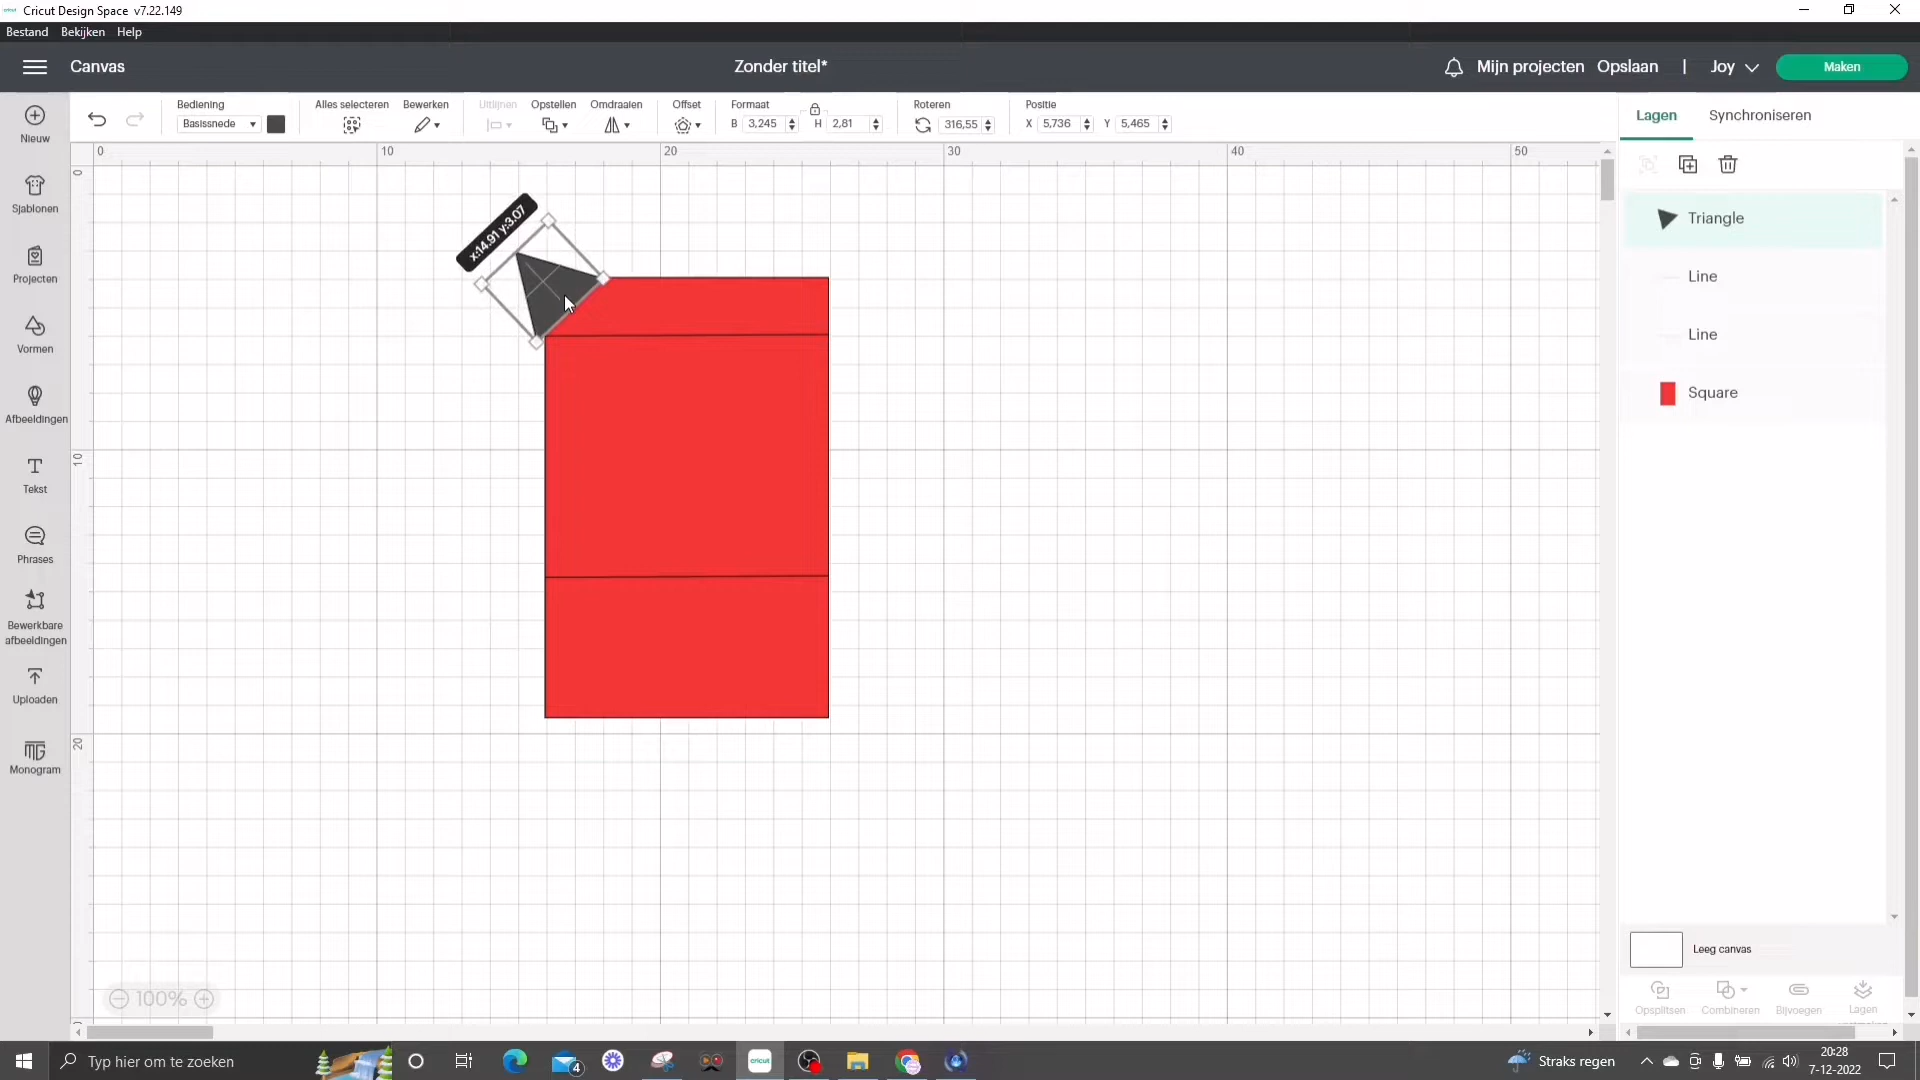 Cricut Design Space v7.22.149
Bestand Bekijken Help
Canvas
Zonder titel*
Mijn projecten Opslaan | Joy
Maken
Nieuw
Sjablonen
Projecten
Vormen
Afbeeldingen
Tekst
Phrases
Bewerkbare
afbeeldingen
Uploaden
Monogram
Bediening
Basissnede
Alles selecteren
Bewerken
Uitlijnen
Opstellen
Omdraaien
Offset
Formaat
B 3,245
H 2,81
Roteren
316,55
Positie
X 5,736
Y 5,465
0 10 20 30 40 50
0
10
20
x:14.91 y:3.07
100%
Lagen Synchroniseren
Triangle
Line
Line
Square
Leeg canvas
Opsplitsen
Combineren
Bijvoegen
Lagen
Typ hier om te zoeken
cricut
4
Straks regen
20:28
7-12-2022